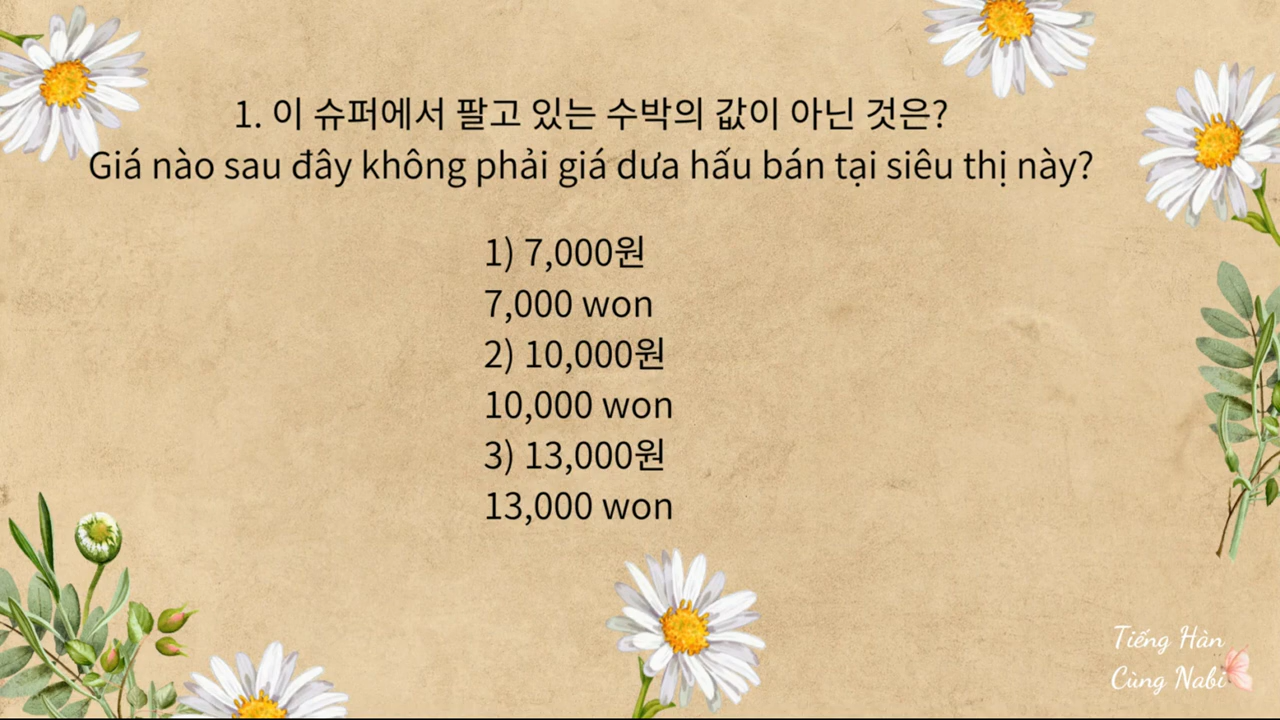 1. 이 슈퍼에서 팔고 있는 수박의 값이 아닌 것은?
Giá nào sau đây không phải giá dưa hấu bán tại siêu thị này?
1) 7,000원
7,000 won
2) 10,000원
10,000 won
3) 13,000원
13,000 won
Tiếng Hàn
Cùng Nabi